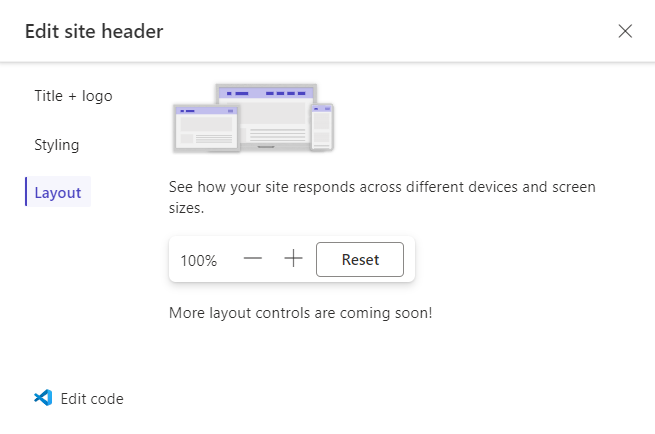 Edit site header
Title + logo
Styling
Layout
See how your site responds across different devices and screen
sizes.
100%
Reset
More layout controls are coming soon!
Edit code